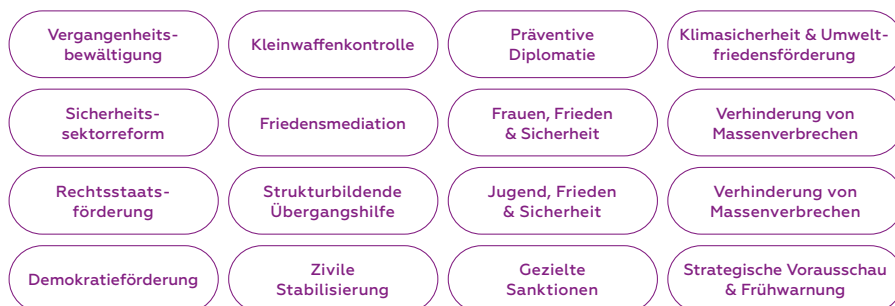 Vergangenheits-
bewältigung
Kleinwaffenkontrolle
Präventive
Diplomatie
Klimasicherheit & Umwelt-
friedensförderung
Sicherheits-
sektorreform
Friedensmediation
Frauen, Frieden
& Sicherheit
Verhinderung von
Massenverbrechen
Rechtsstaats-
förderung
Strukturbildende
Übergangshilfe
Jugend, Frieden
& Sicherheit
Verhinderung von
Massenverbrechen
Demokratieförderung
Zivile
Stabilisierung
Gezielte
Sanktionen
Strategische Vorausschau
& Frühwarnung